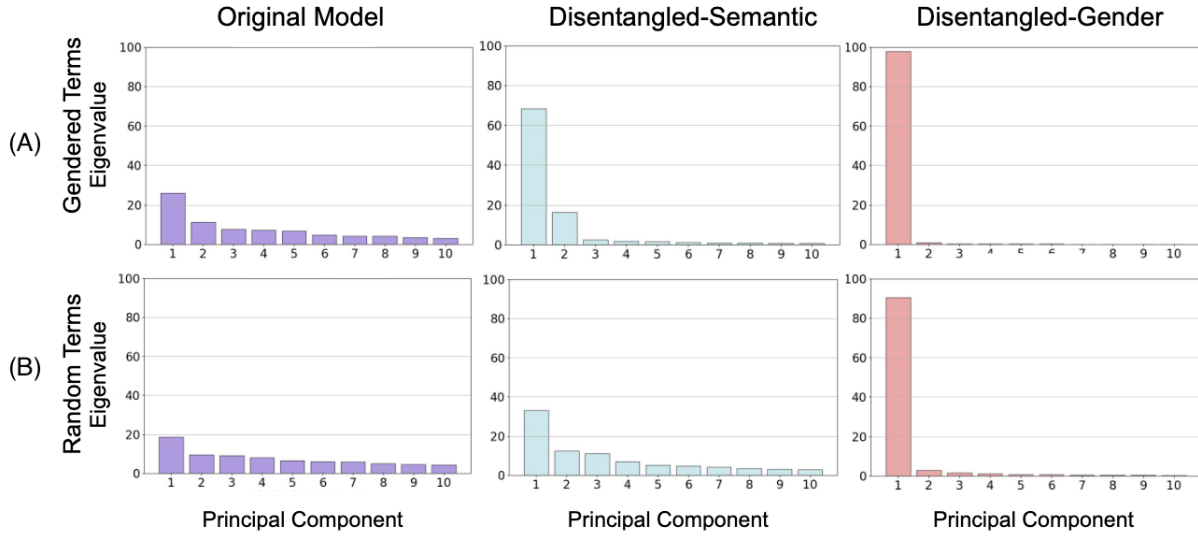 Original Model
Disentangled-Semantic
Disentangled-Gender
(A)
Gendered Terms
Eigenvalue
100
80
60
40
20
0
1 2 3 4 5 6 7 8 9 10
100
80
60
40
20
0
1 2 3 4 5 6 7 8 9 10
100
80
60
40
20
0
1 2 3 4 5 6 7 8 9 10
(B)
Random Terms
Eigenvalue
100
80
60
40
20
0
1 2 3 4 5 6 7 8 9 10
100
80
60
40
20
0
1 2 3 4 5 6 7 8 9 10
100
80
60
40
20
0
1 2 3 4 5 6 7 8 9 10
Principal Component
Principal Component
Principal Component